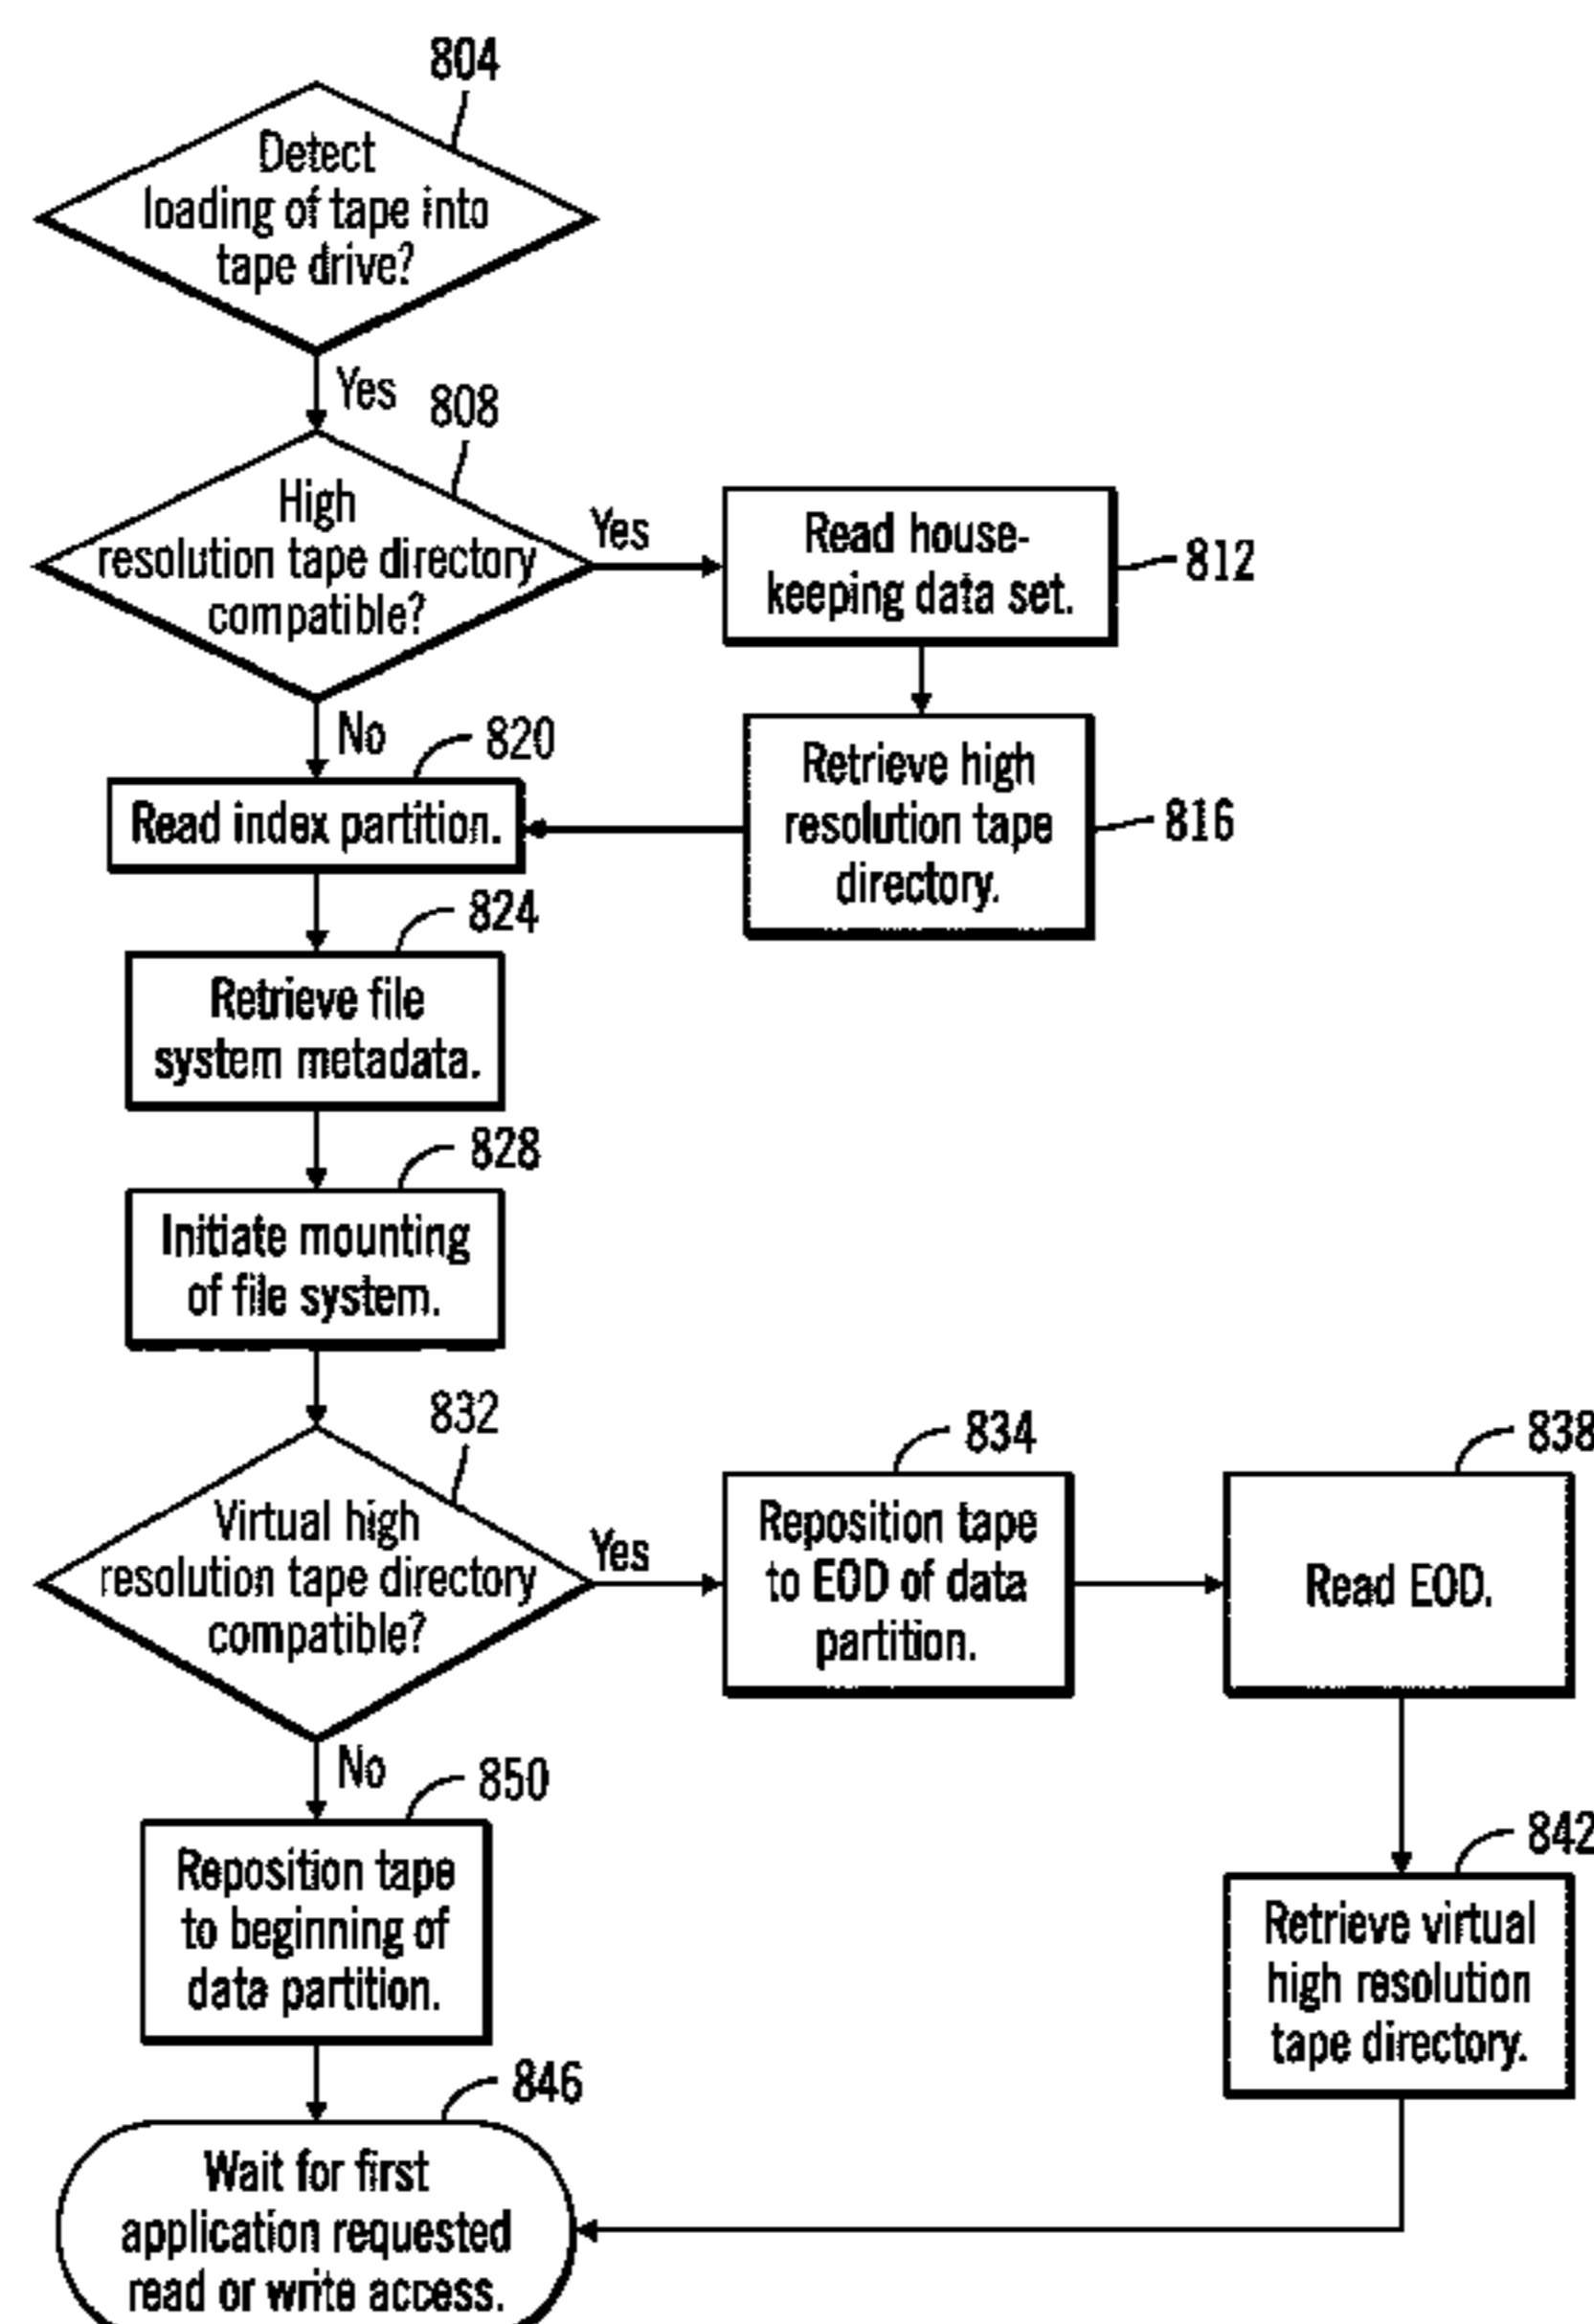 804
Detect
loading of tape into
tape drive?
Yes
808
High
resolution tape directory
compatible?
Yes
Read house-
keeping data set.
812
No
820
Read index partition.
Retrieve high
resolution tape
directory.
816
824
Retrieve file
system metadata.
828
Initiate mounting
of file system.
832
Virtual high
resolution tape directory
compatible?
Yes
834
Reposition tape
to EOD of data
partition.
838
Read EOD.
No
850
Reposition tape
to beginning of
data partition.
842
Retrieve virtual
high resolution
tape directory.
846
Wait for first
application requested
read or write access.